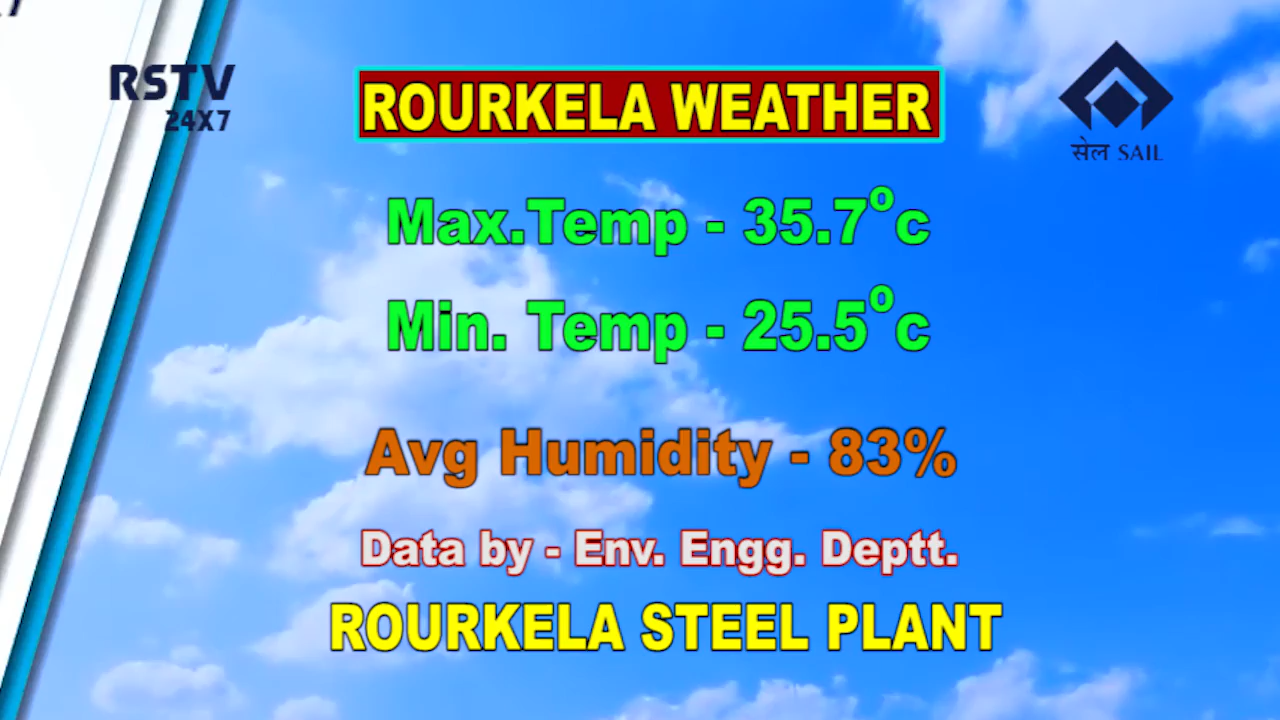 RSTV
24X7
ROURKELA WEATHER
सेल SAIL
Max.Temp - 35.7°c
Min. Temp - 25.5°c
Avg Humidity - 83%
Data by - Env. Engg. Deptt.
ROURKELA STEEL PLANT